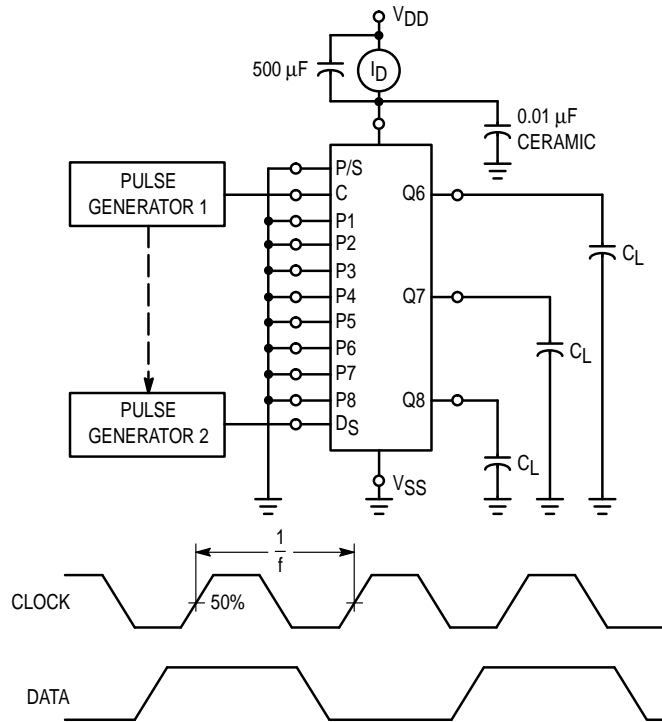 VDD
500 µF
ID
0.01 µF
CERAMIC
PULSE
GENERATOR 1
P/S
C
P1
P2
P3
P4
P5
P6
P7
P8
DS
Q6
Q7
Q8
CL
CL
CL
PULSE
GENERATOR 2
VSS
1
f
CLOCK
50%
DATA